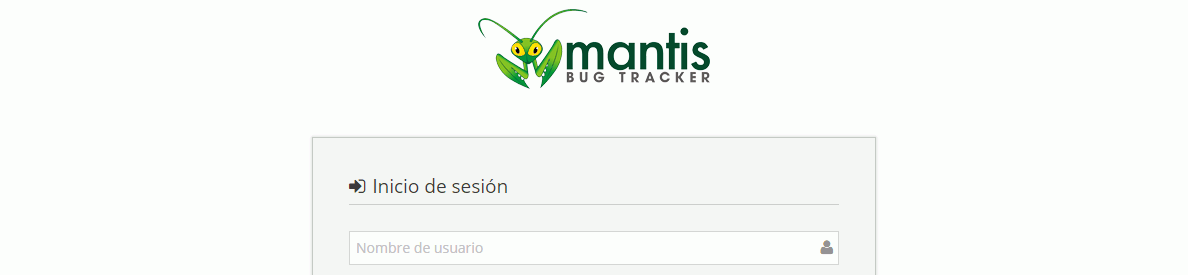 mantis
BUG TRACKER
Inicio de sesión
Nombre de usuario